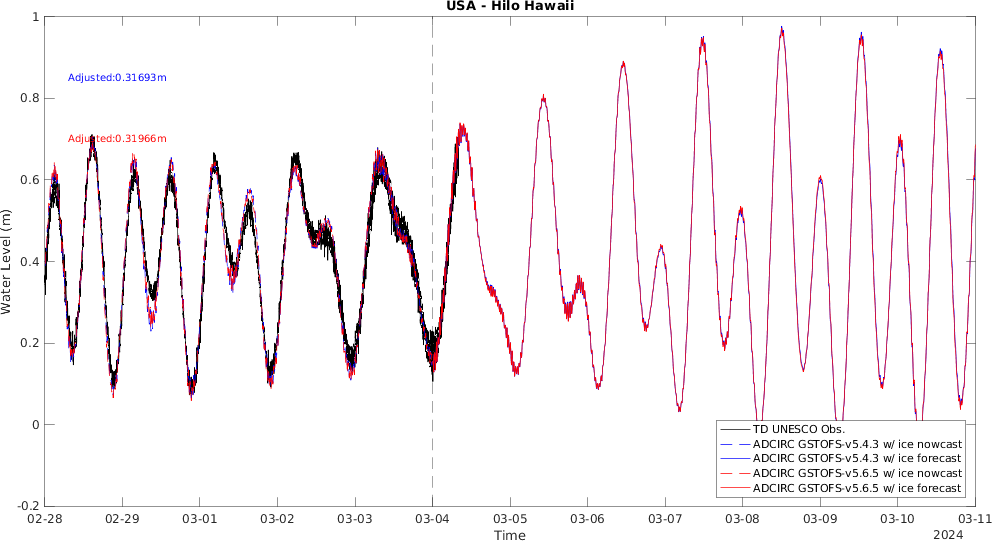 USA - Hilo Hawaii
1
0.8
0.6
0.4
0.2
0
-0.2
Water Level (m)
Adjusted:0.31693m
Adjusted:0.31966m
TD UNESCO Obs.
ADCIRC GSTOFS-v5.4.3 w/ ice nowcast
ADCIRC GSTOFS-v5.4.3 w/ ice forecast
ADCIRC GSTOFS-v5.6.5 w/ ice nowcast
ADCIRC GSTOFS-v5.6.5 w/ ice forecast
02-28 02-29 03-01 03-02 03-03 03-04 03-05 03-06 03-07 03-08 03-09 03-10 03-11
Time
2024